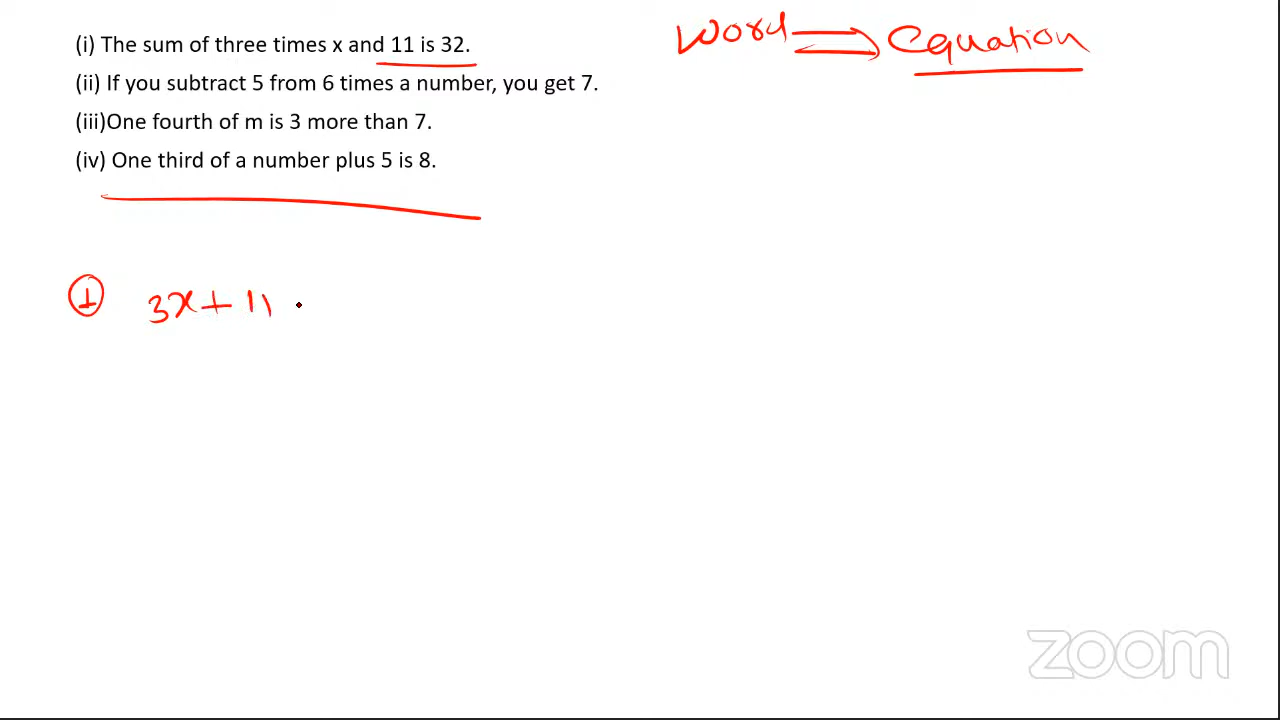 (i) The sum of three times x and 11 is 32.
Word ⇒ Equation
(ii) If you subtract 5 from 6 times a number, you get 7.
(iii)One fourth of m is 3 more than 7.
(iv) One third of a number plus 5 is 8.
① 3x + 11
zoom